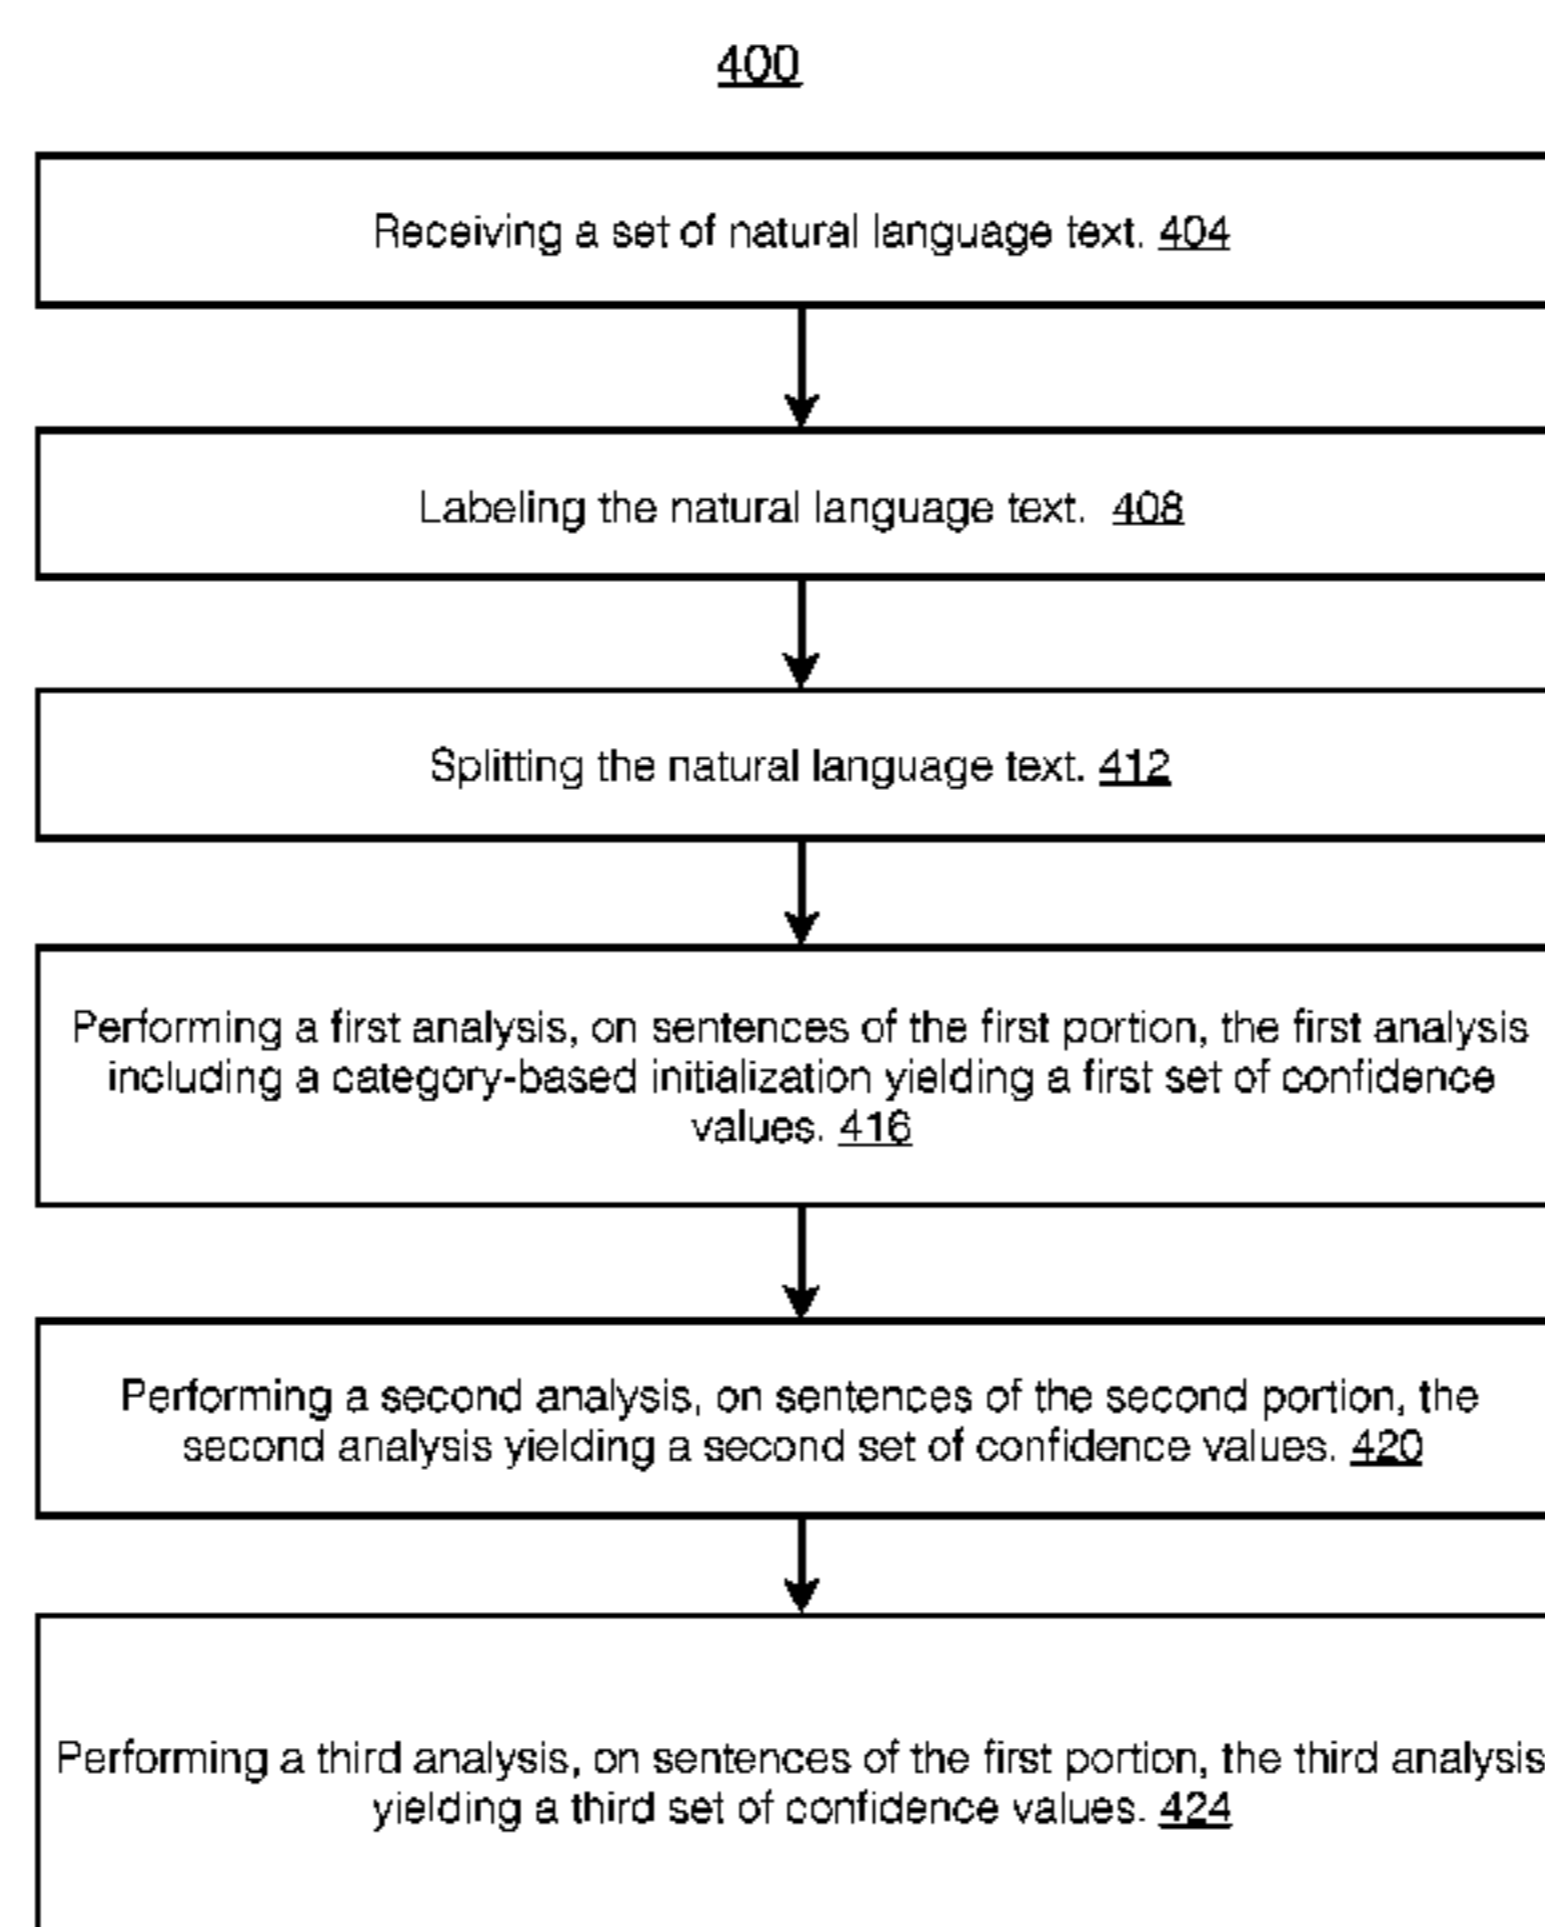 400
Receiving a set of natural language text. 404
Labeling the natural language text. 408
Splitting the natural language text. 412
Performing a first analysis, on sentences of the first portion, the first analysis
including a category-based initialization yielding a first set of confidence
values. 416
Performing a second analysis, on sentences of the second portion, the
second analysis yielding a second set of confidence values. 420
Performing a third analysis, on sentences of the first portion, the third analysis
yielding a third set of confidence values. 424